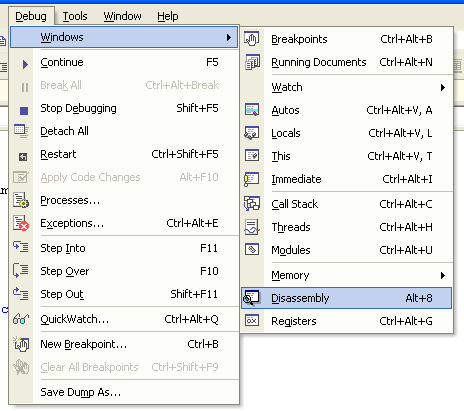 Debug Tools Window Help
Windows
Continue F5
Break All Ctrl+Alt+Break
Stop Debugging Shift+F5
Detach All
Restart Ctrl+Shift+F5
Apply Code Changes Alt+F10
Processes...
Exceptions... Ctrl+Alt+E
Step Into F11
Step Over F10
Step Out Shift+F11
QuickWatch... Ctrl+Alt+Q
New Breakpoint... Ctrl+B
Clear All Breakpoints Ctrl+Shift+F9
Save Dump As...
Breakpoints Ctrl+Alt+B
Running Documents Ctrl+Alt+N
Watch
Autos Ctrl+Alt+V, A
Locals Ctrl+Alt+V, L
This Ctrl+Alt+V, T
Immediate Ctrl+Alt+I
Call Stack Ctrl+Alt+C
Threads Ctrl+Alt+H
Modules Ctrl+Alt+U
Memory
Disassembly Alt+8
Registers Ctrl+Alt+G